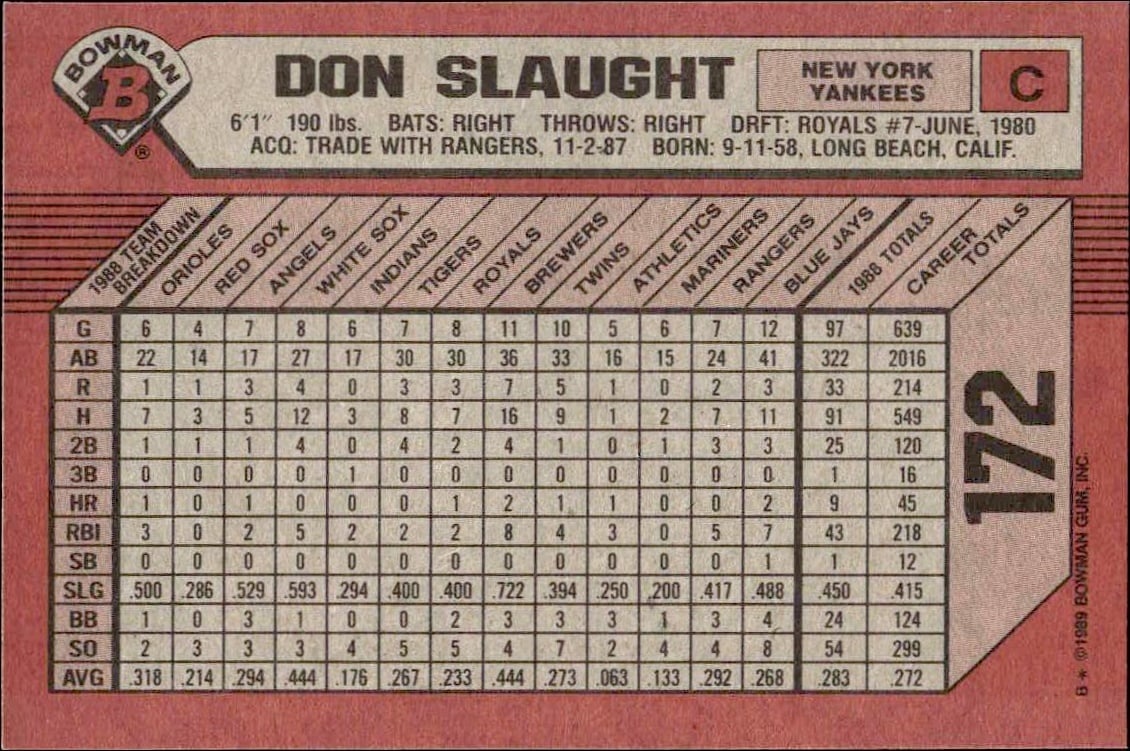 BOWMAN
B
®
DON SLAUGHT
NEW YORK
YANKEES
C
6'1" 190 lbs. BATS: RIGHT THROWS: RIGHT DRFT: ROYALS #7-JUNE, 1980
ACQ: TRADE WITH RANGERS, 11-2-87 BORN: 9-11-58, LONG BEACH, CALIF.
1988 TEAM BREAKDOWN ORIOLES RED SOX ANGELS WHITE SOX INDIANS TIGERS ROYALS BREWERS TWINS ATHLETICS MARINERS RANGERS BLUE JAYS 1988 TOTALS CAREER TOTALS
G 6 4 7 8 6 7 8 11 10 5 6 7 12 97 639
AB 22 14 17 27 17 30 30 36 33 16 15 24 41 322 2016
R 1 1 3 4 0 3 3 7 5 1 0 2 3 33 214
H 7 3 5 12 3 8 7 16 9 1 2 7 11 91 549
2B 1 1 1 4 0 4 2 4 1 0 1 3 3 25 120
3B 0 0 0 0 1 0 0 0 0 0 0 0 0 1 16
HR 1 0 1 0 0 0 1 2 1 1 0 0 2 9 45
RBI 3 0 2 5 2 2 2 8 4 3 0 5 7 43 218
SB 0 0 0 0 0 0 0 0 0 0 0 0 1 1 12
SLG .500 .286 .529 .593 .294 .400 .400 .722 .394 .250 .200 .417 .488 .450 .415
BB 1 0 3 1 0 0 2 3 3 3 1 3 4 24 124
SO 2 3 3 3 4 5 5 4 7 2 4 4 8 54 299
AVG .318 .214 .294 .444 .176 .267 .233 .444 .273 .063 .133 .292 .268 .283 .272
172
B * ©1989 BOWMAN GUM, INC.